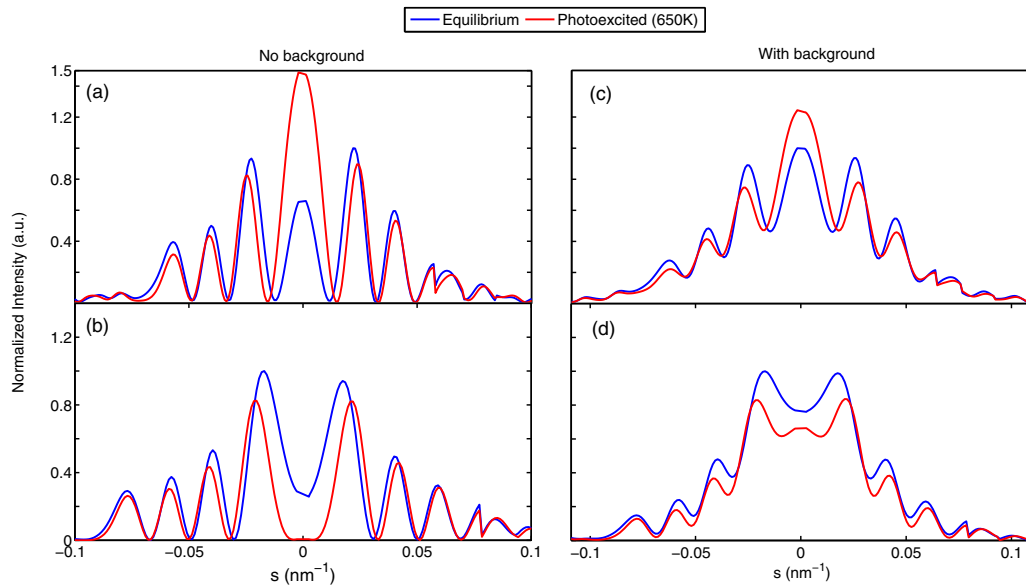 Equilibrium Photoexcited (650K)
No background
With background
(a)
(c)
1.5
1.2
0.8
0.4
Normalized Intensity (a.u.)
(b)
(d)
1.2
0.8
0.4
0
−0.1 −0.05 0 0.05 0.1
−0.1 −0.05 0 0.05 0.1
s (nm⁻¹)
s (nm⁻¹)